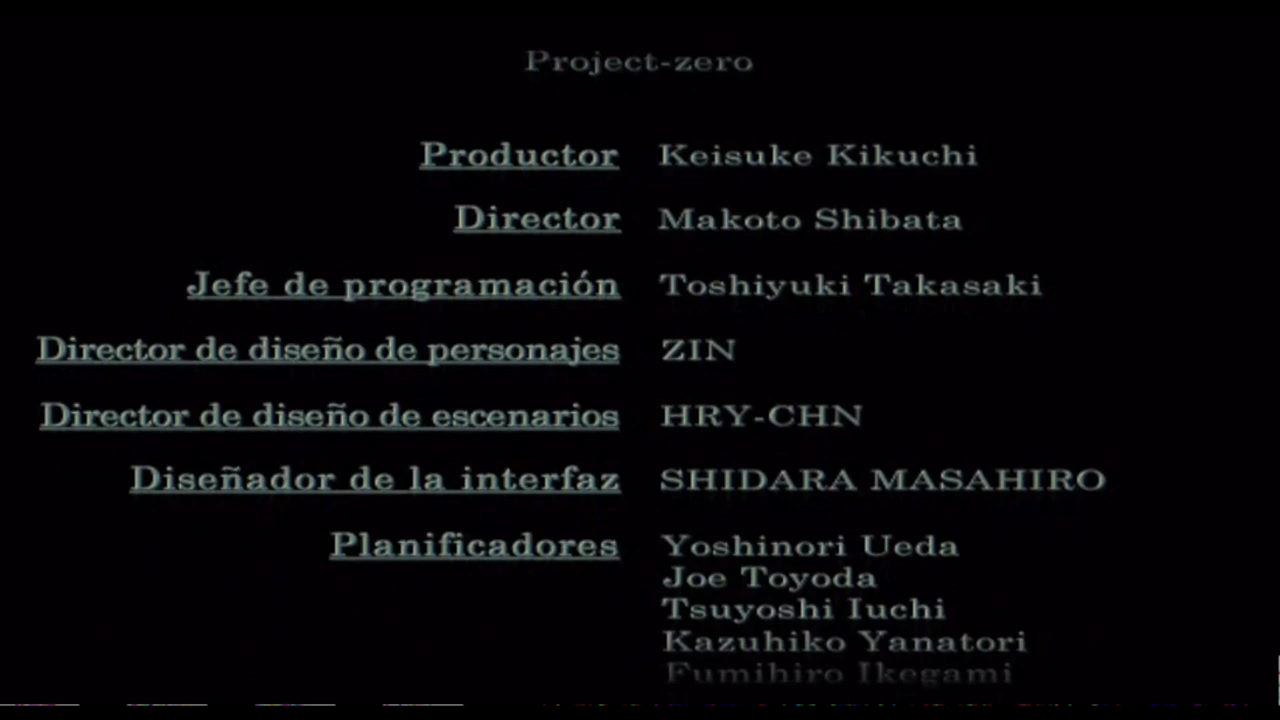 Project-zero
Productor Keisuke Kikuchi
Director Makoto Shibata
Jefe de programación Toshiyuki Takasaki
Director de diseño de personajes ZIN
Director de diseño de escenarios HRY-CHN
Diseñador de la interfaz SHIDARA MASAHIRO
Planificadores Yoshinori Ueda
Joe Toyoda
Tsuyoshi Iuchi
Kazuhiko Yanatori
Fumihiro Ikegami